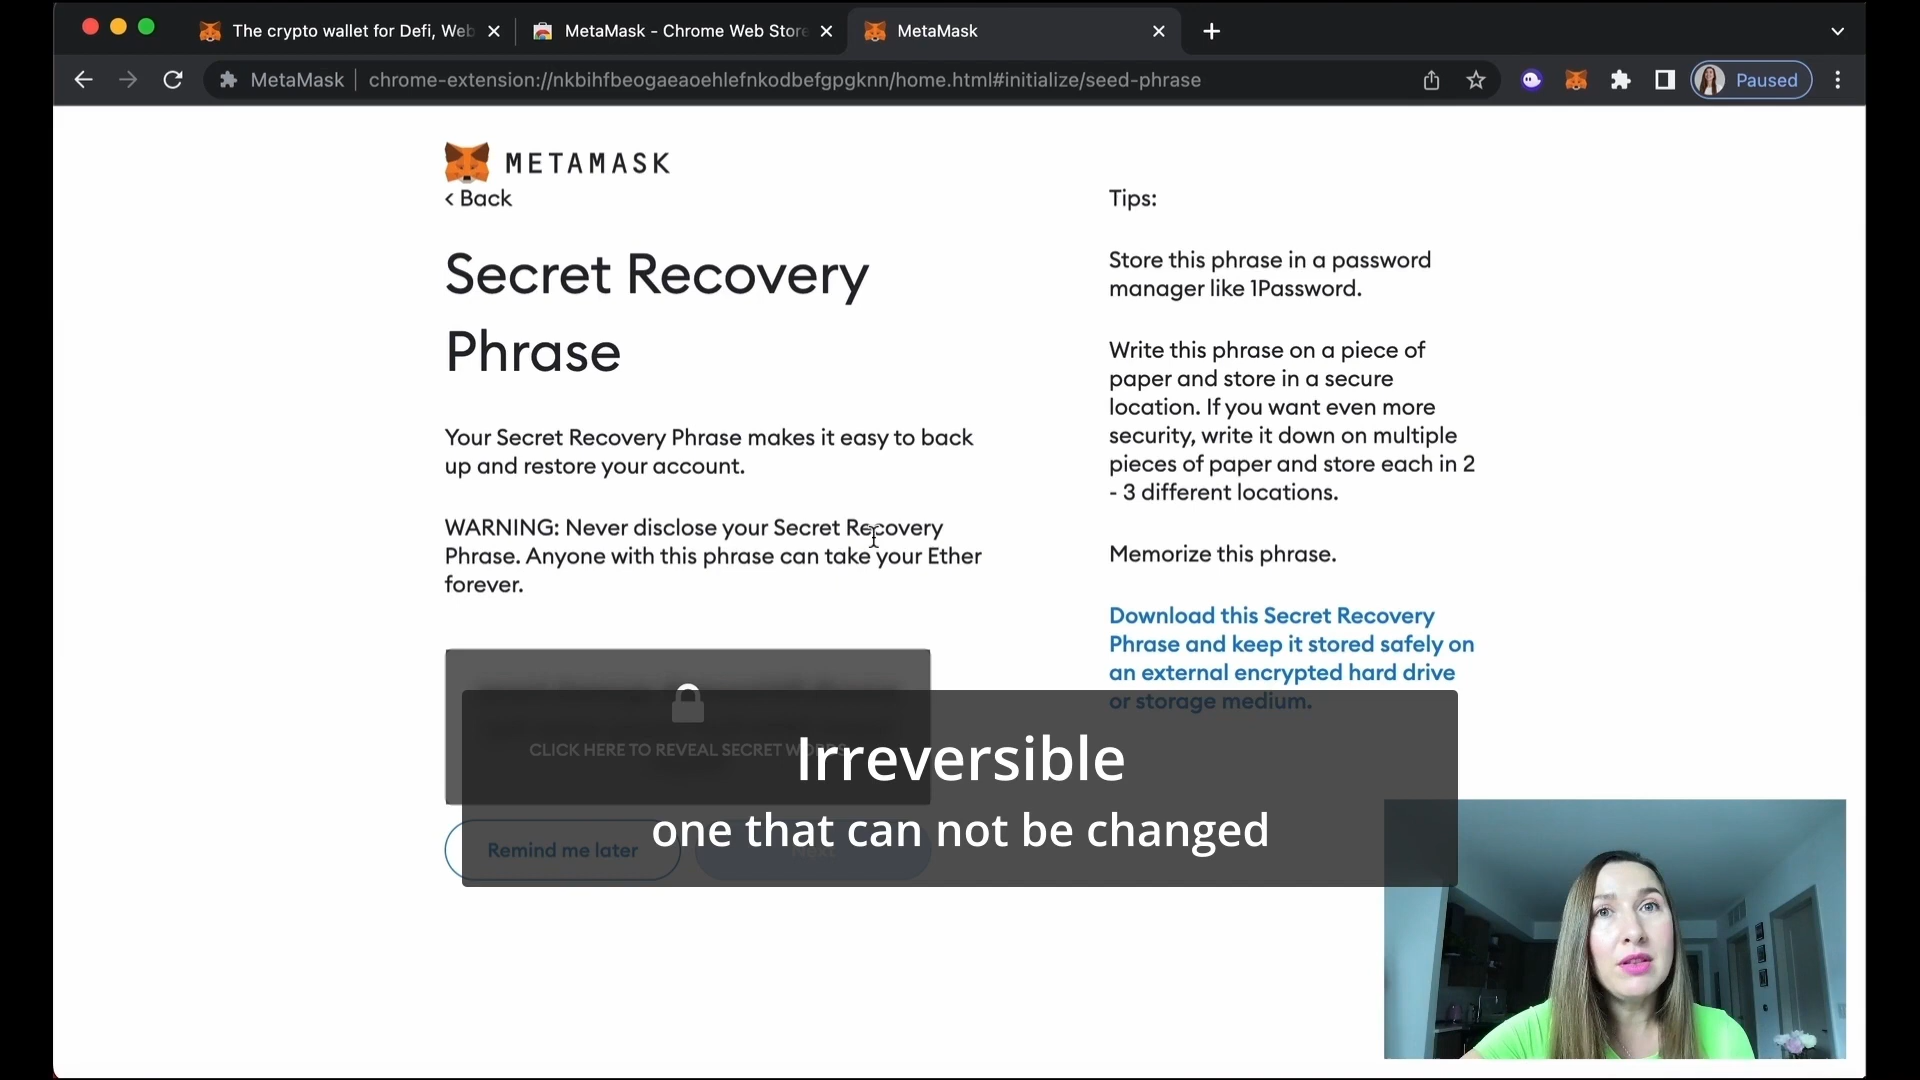 The crypto wallet for Defi, Web
MetaMask - Chrome Web Store
MetaMask
MetaMask
chrome-extension://nkbihfbeogaeaoehlefnkodbefgpgknn/home.html#initialize/seed-phrase
Paused
METAMASK
< Back
Secret Recovery
Phrase
Your Secret Recovery Phrase makes it easy to back
up and restore your account.
WARNING: Never disclose your Secret Recovery
Phrase. Anyone with this phrase can take your Ether
forever.
CLICK HERE TO REVEAL SECRET WORDS
Remind me later
Next
Tips:
Store this phrase in a password
manager like 1Password.
Write this phrase on a piece of
paper and store in a secure
location. If you want even more
security, write it down on multiple
pieces of paper and store each in 2
- 3 different locations.
Memorize this phrase.
Download this Secret Recovery
Phrase and keep it stored safely on
an external encrypted hard drive
or storage medium.
Irreversible
one that can not be changed